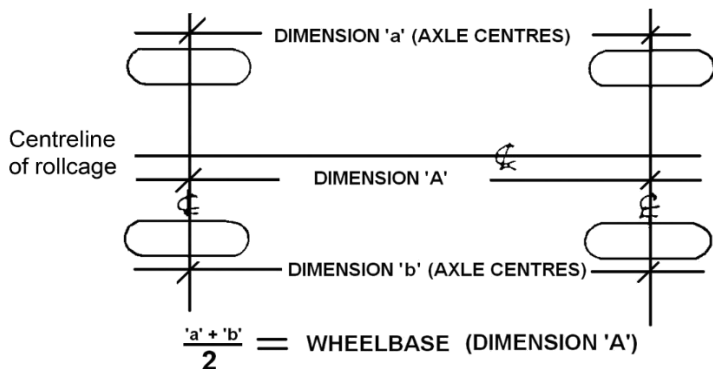 DIMENSION 'a' (AXLE CENTRES)
Centreline
of rollcage
DIMENSION 'A'
DIMENSION 'b' (AXLE CENTRES)
'a' + 'b'
2
= WHEELBASE (DIMENSION 'A')